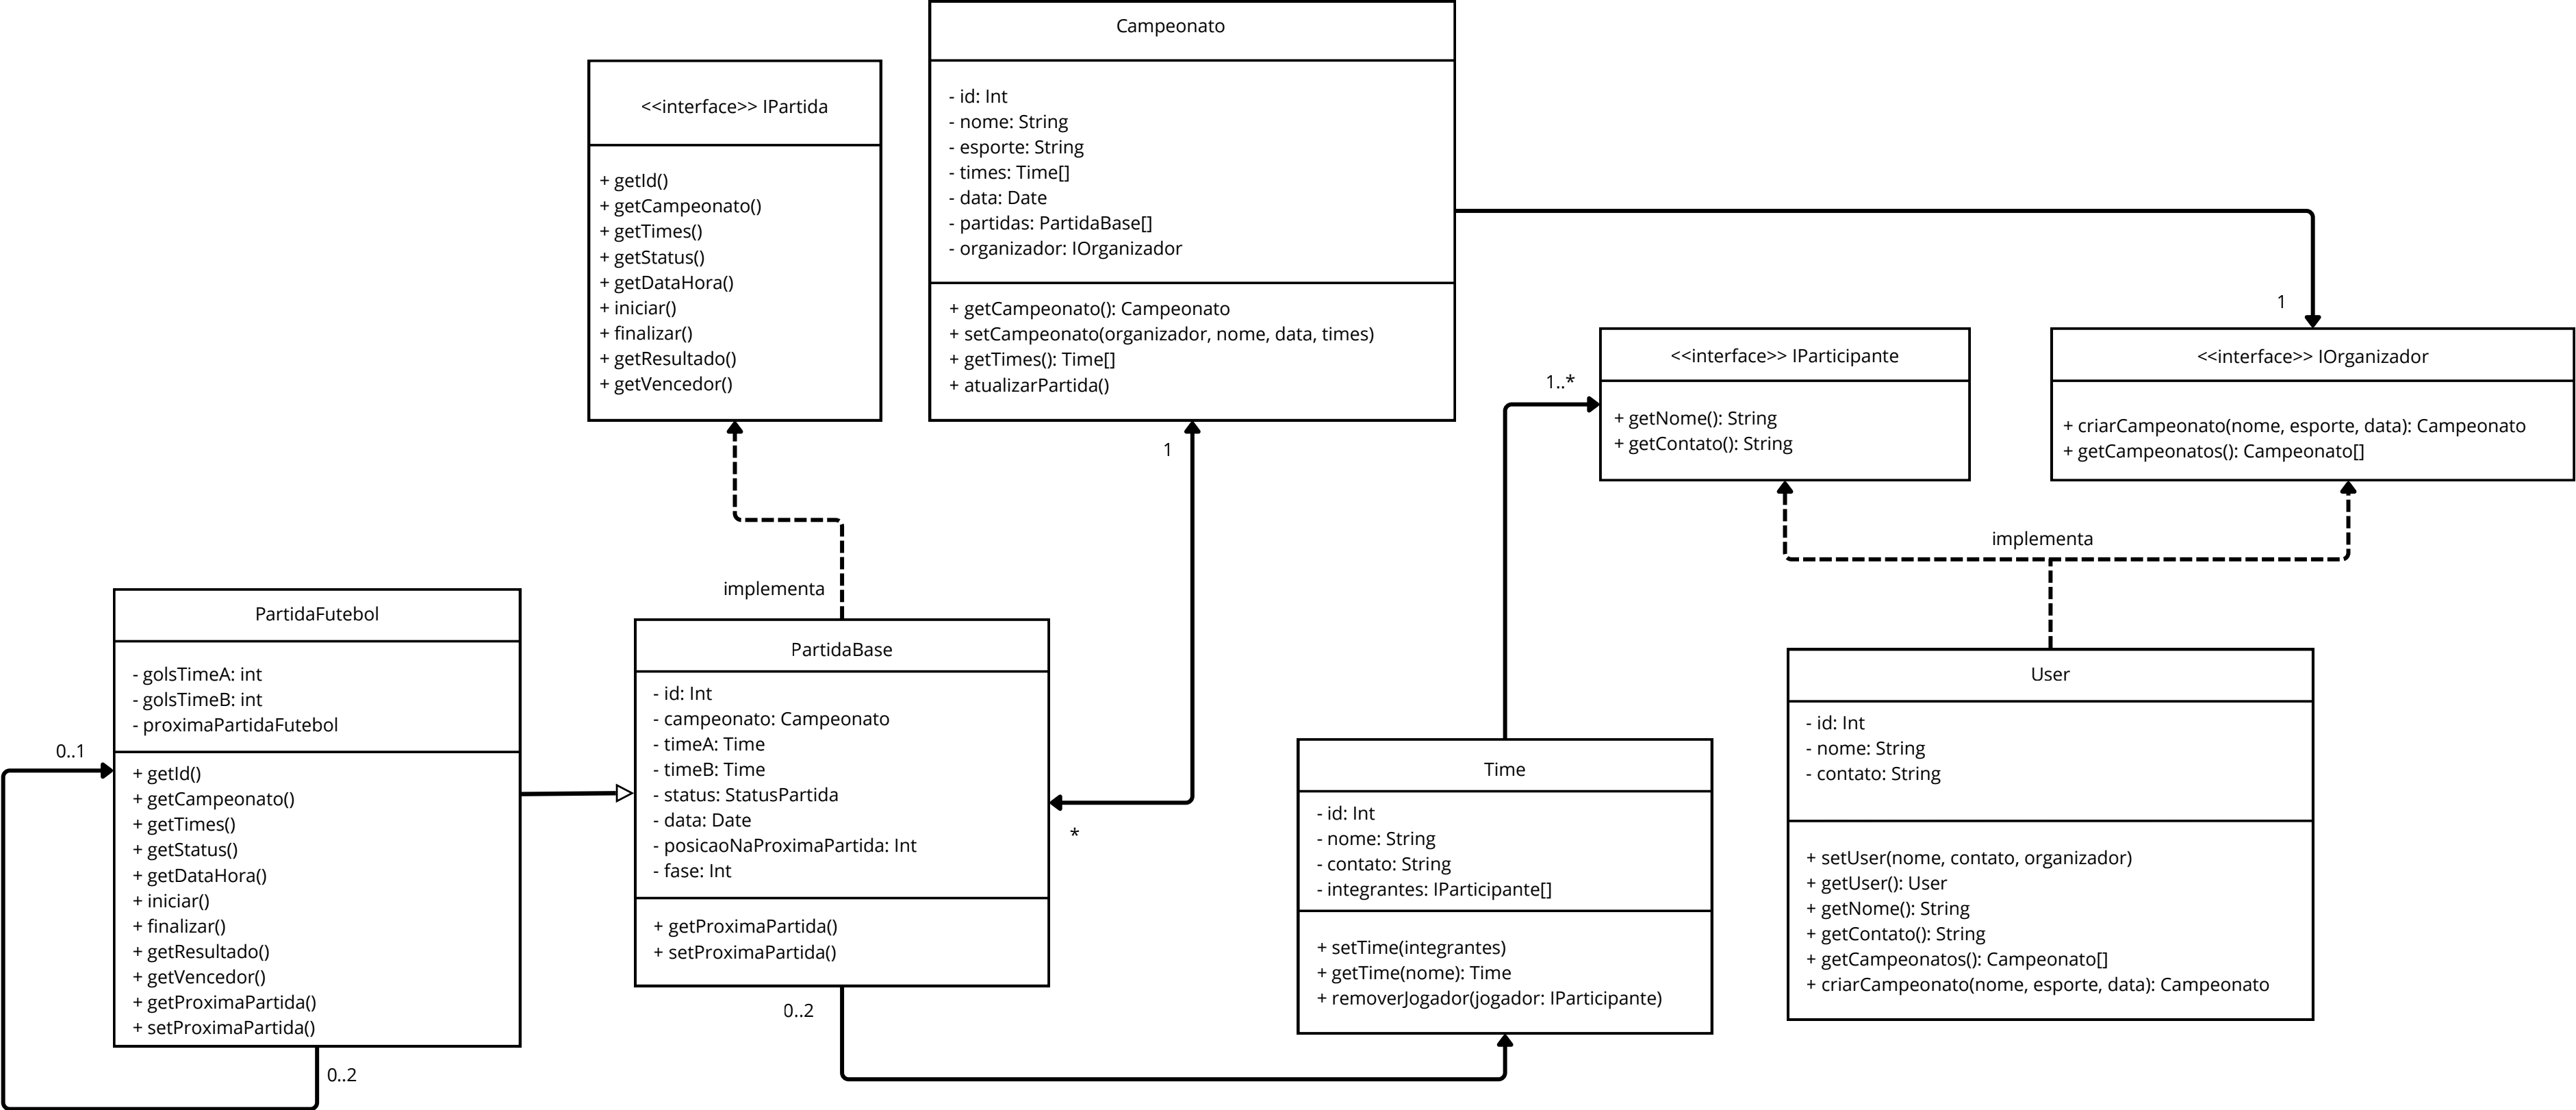 Campeonato
- id: Int
- nome: String
- esporte: String
- times: Time[]
- data: Date
- partidas: PartidaBase[]
- organizador: IOrganizador
+ getCampeonato(): Campeonato
+ setCampeonato(organizador, nome, data, times)
+ getTimes(): Time[]
+ atualizarPartida()
<<interface>> IPartida
+ getId()
+ getCampeonato()
+ getTimes()
+ getStatus()
+ getDataHora()
+ iniciar()
+ finalizar()
+ getResultado()
+ getVencedor()
1
1
1..*
<<interface>> IParticipante
+ getNome(): String
+ getContato(): String
<<interface>> IOrganizador
+ criarCampeonato(nome, esporte, data): Campeonato
+ getCampeonatos(): Campeonato[]
implementa
implementa
PartidaFutebol
- golsTimeA: int
- golsTimeB: int
- proximaPartidaFutebol
+ getId()
+ getCampeonato()
+ getTimes()
+ getStatus()
+ getDataHora()
+ iniciar()
+ finalizar()
+ getResultado()
+ getVencedor()
+ getProximaPartida()
+ setProximaPartida()
0..1
0..2
PartidaBase
- id: Int
- campeonato: Campeonato
- timeA: Time
- timeB: Time
- status: StatusPartida
- data: Date
- posicaoNaProximaPartida: Int
- fase: Int
+ getProximaPartida()
+ setProximaPartida()
*
0..2
Time
- id: Int
- nome: String
- contato: String
- integrantes: IParticipante[]
+ setTime(integrantes)
+ getTime(nome): Time
+ removerJogador(jogador: IParticipante)
User
- id: Int
- nome: String
- contato: String
+ setUser(nome, contato, organizador)
+ getUser(): User
+ getNome(): String
+ getContato(): String
+ getCampeonatos(): Campeonato[]
+ criarCampeonato(nome, esporte, data): Campeonato